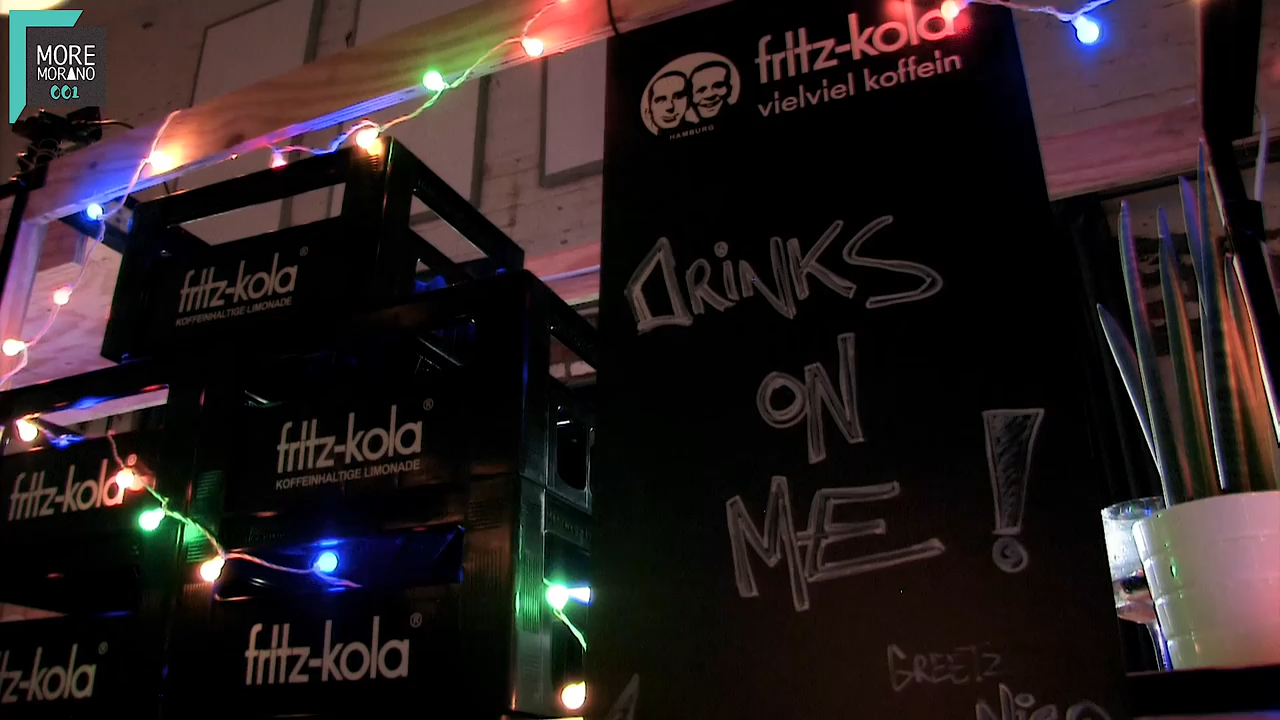 MORE
MORANO
001
fritz-kola
vielviel koffein
HAMBURG
DRiNKS
ON
ME !
GREETZ
fritz-kola®
KOFFEINHALTIGE LIMONADE
fritz-kola®
KOFFEINHALTIGE LIMONADE
fritz-kola®
fritz-kola®
z-kola®